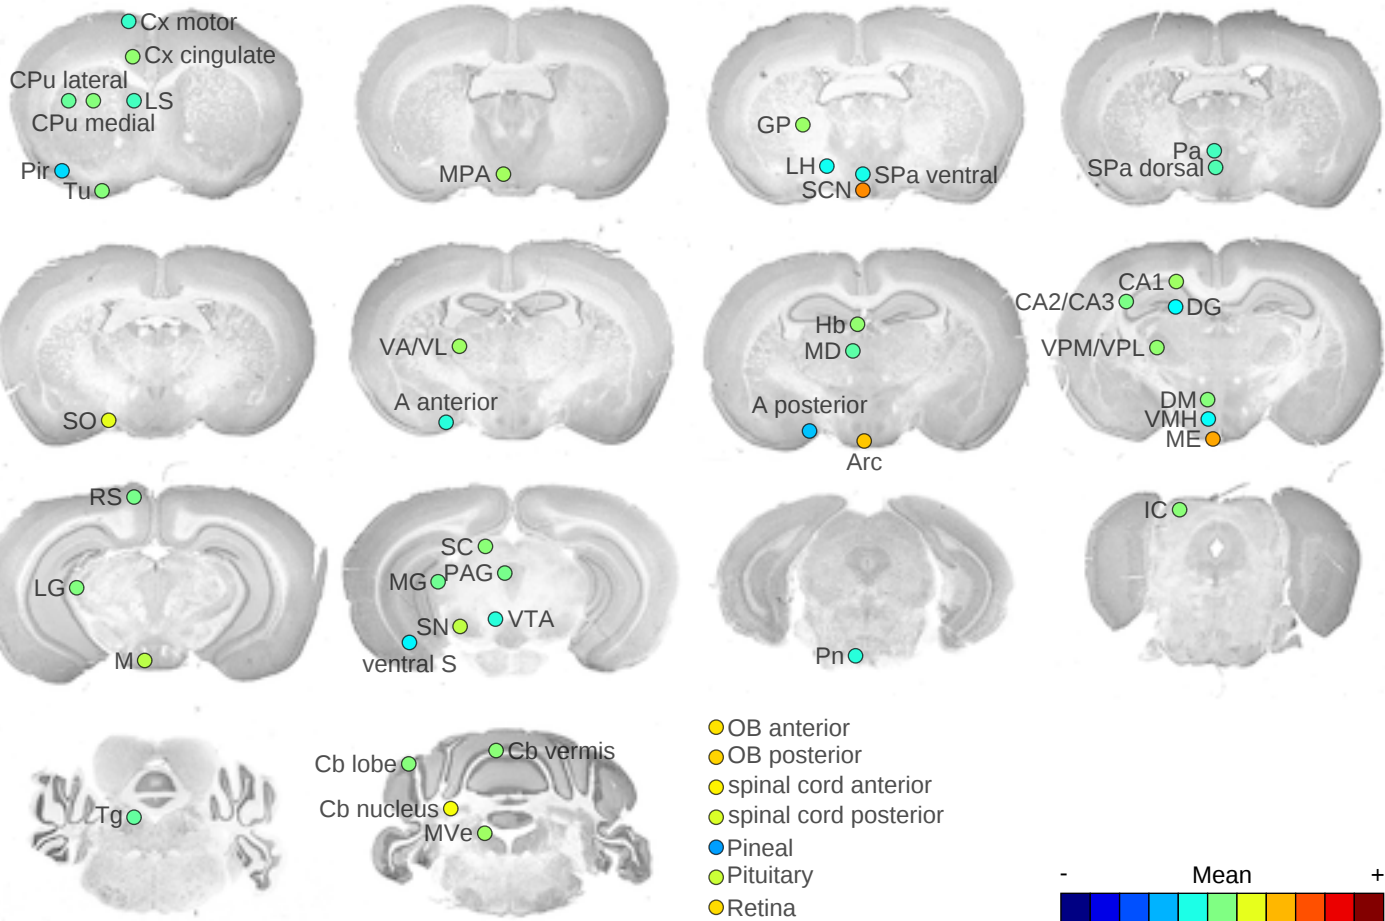 Cx motor
Cx cingulate
CPu lateral
LS
CPu medial
Pir
Tu
MPA
GP
LH
SPa ventral
SCN
Pa
SPa dorsal
SO
VA/VL
A anterior
Hb
MD
A posterior
Arc
CA1
CA2/CA3
DG
VPM/VPL
DM
VMH
ME
RS
LG
M
SC
MG
PAG
SN
VTA
ventral S
Pn
IC
Tg
Cb lobe
Cb vermis
Cb nucleus
MVe
OB anterior
OB posterior
spinal cord anterior
spinal cord posterior
Pineal
Pituitary
Retina
- Mean +